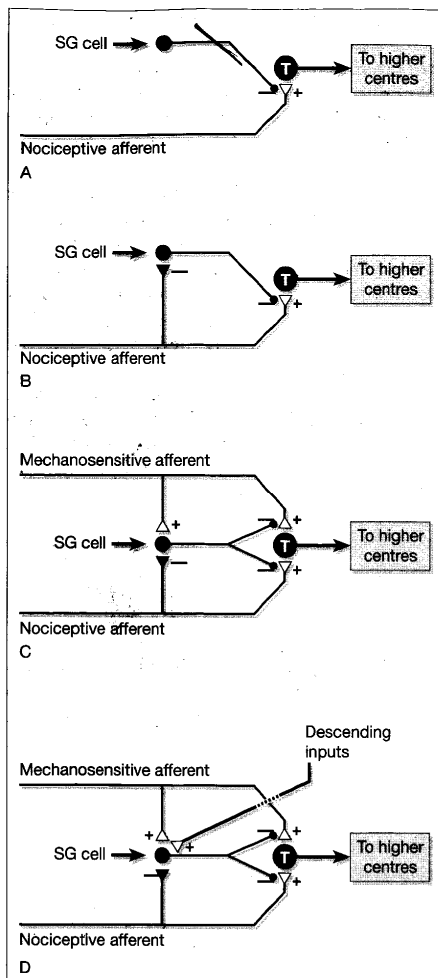 SG cell
T
To higher
centres
– +
Nociceptive afferent
A
SG cell
–
T
To higher
centres
– +
Nociceptive afferent
B
Mechanosensitive afferent
+ – +
SG cell
T
To higher
centres
– – +
Nociceptive afferent
C
Descending
inputs
Mechanosensitive afferent
+ + – +
SG cell
T
To higher
centres
– – +
Nociceptive afferent
D